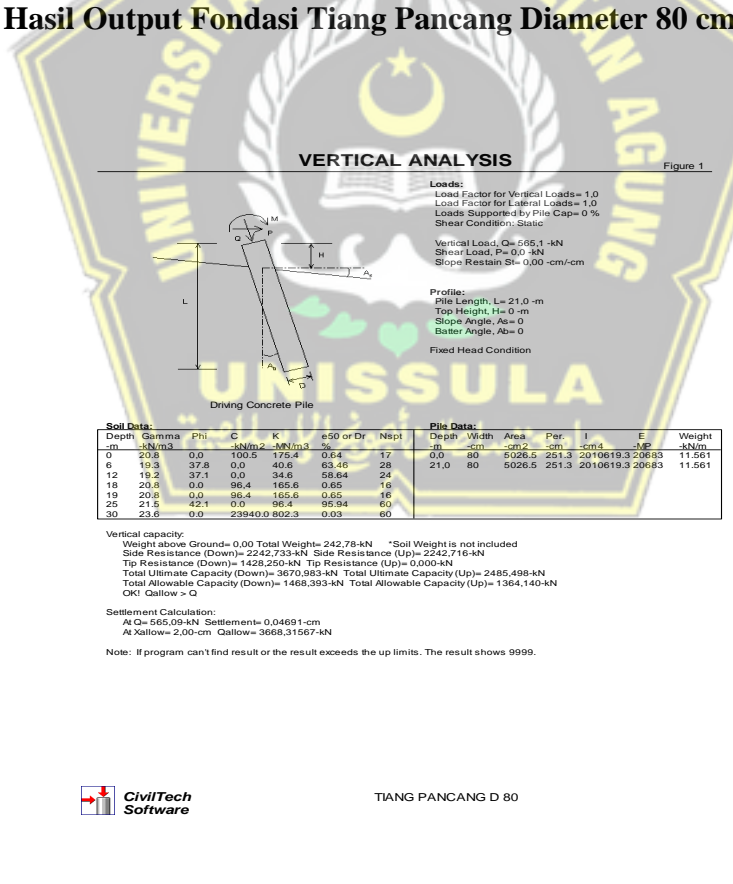 Hasil Output Fondasi Tiang Pancang Diameter 80 cm
VERTICAL ANALYSIS
Figure 1
Loads:
Load Factor for Vertical Loads= 1,0
Load Factor for Lateral Loads= 1,0
Loads Supported by Pile Cap= 0 %
Shear Condition: Static
Vertical Load, Q= 565,1 -kN
Shear Load, P= 0,0 -kN
Slope Restain St= 0,00 -cm/-cm
Profile:
Pile Length, L= 21,0 -m
Top Height, H= 0 -m
Slope Angle, As= 0
Batter Angle, Ab= 0
Fixed Head Condition
M
P
Q
H
As
L
Ab
D
Driving Concrete Pile
UNIVERSITAS
AGUNG
UNISSULA
Soil Data:
Depth Gamma Phi C K e50 or Dr Nspt
-m -kN/m3 -kN/m2 -MN/m3 %
0 20.8 0,0 100.5 175.4 0.64 17
6 19.3 37.8 0,0 40.6 63.46 28
12 19.2 37.1 0,0 34.6 58.64 24
18 20.8 0.0 96,4 165.6 0.65 16
19 20.8 0,0 96.4 165.6 0.65 16
25 21.5 42.1 0.0 96.4 95.94 60
30 23.6 0.0 23940.0 802.3 0.03 60
Pile Data:
Depth Width Area Per. I E Weight
-m -cm -cm2 -cm -cm4 -MP -kN/m
0,0 80 5026.5 251.3 2010619.3 20683 11.561
21,0 80 5026.5 251.3 2010619.3 20683 11.561
Vertical capacity:
Weight above Ground= 0,00 Total Weight= 242,78-kN *Soil Weight is not included
Side Resistance (Down)= 2242,733-kN Side Resistance (Up)= 2242,716-kN
Tip Resistance (Down)= 1428,250-kN Tip Resistance (Up)= 0,000-kN
Total Ultimate Capacity (Down)= 3670,983-kN Total Ultimate Capacity (Up)= 2485,498-kN
Total Allowable Capacity (Down)= 1468,393-kN Total Allowable Capacity (Up)= 1364,140-kN
OK! Qallow > Q
Settlement Calculation:
At Q= 565,09-kN Settlement= 0,04691-cm
At Xallow= 2,00-cm Qallow= 3668,31567-kN
Note: If program can't find result or the result exceeds the up limits. The result shows 9999.
CivilTech
Software
TIANG PANCANG D 80